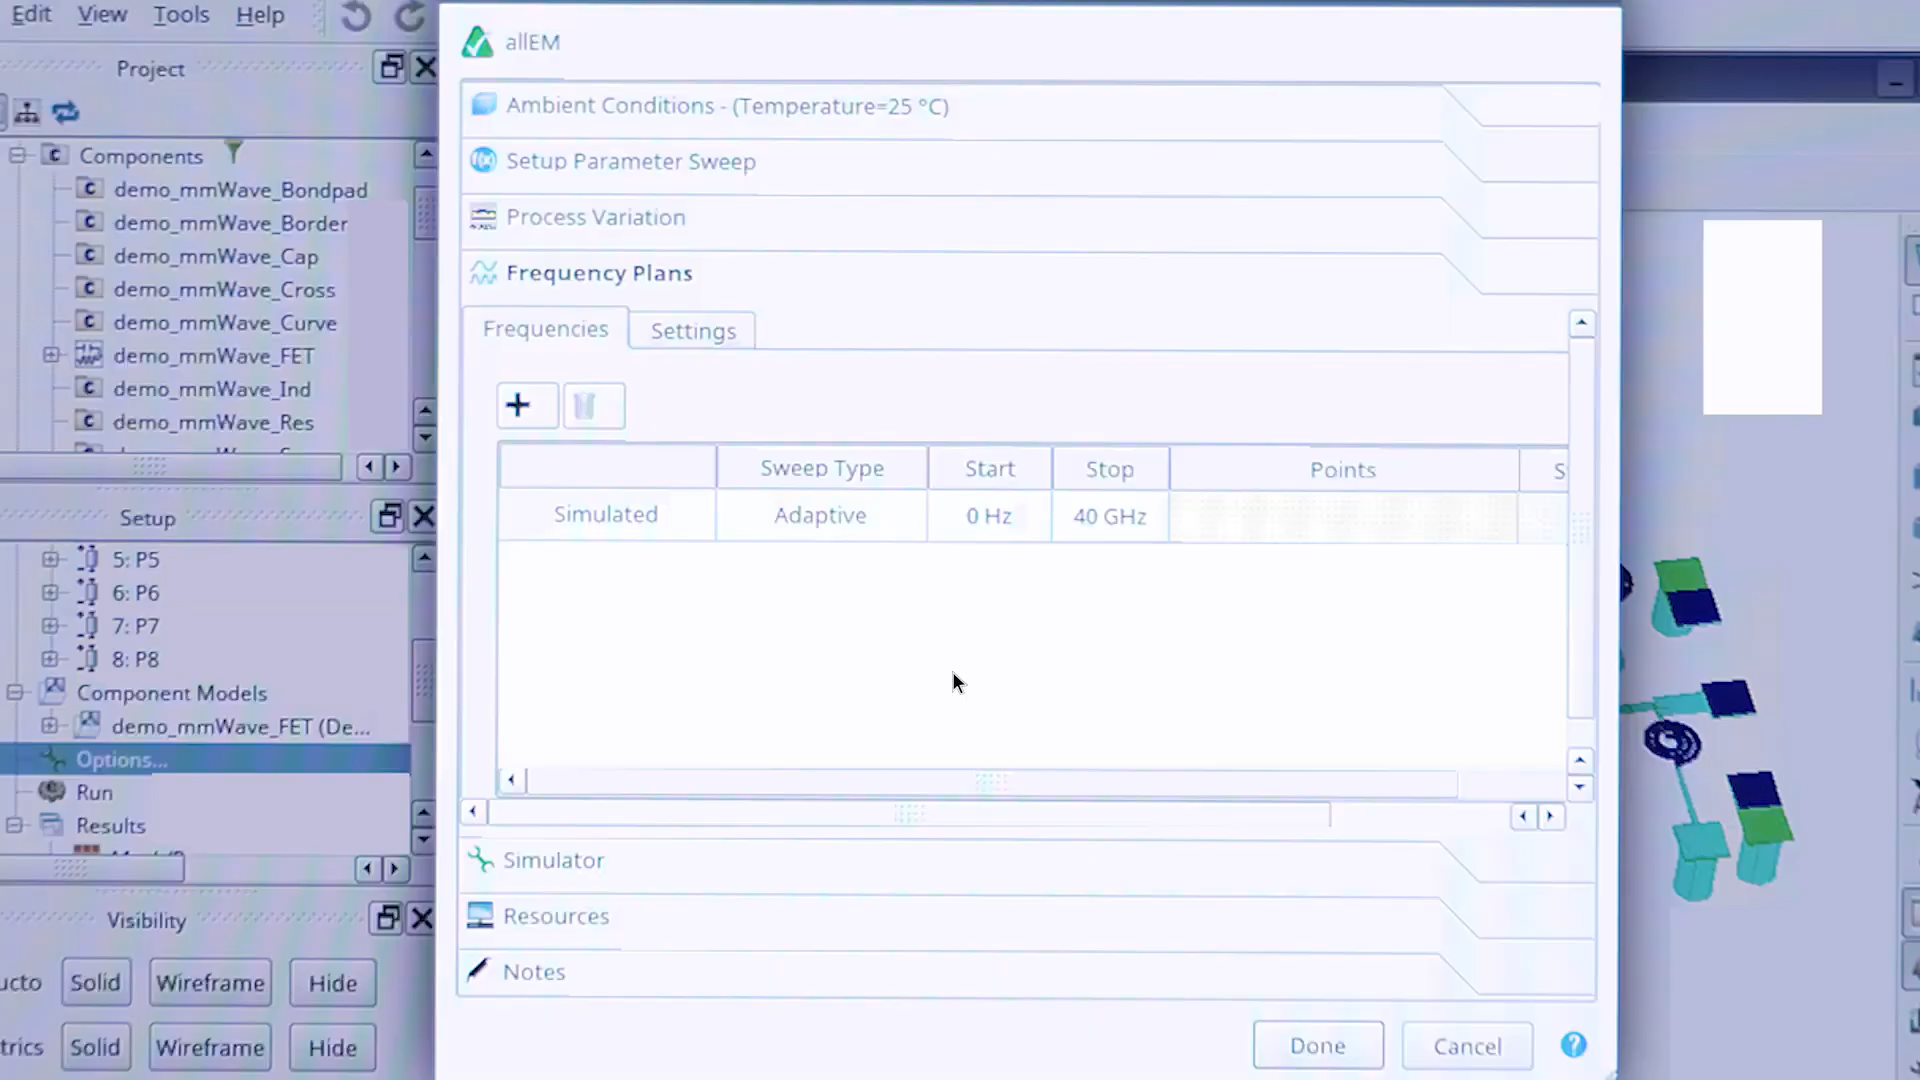 Edit View Tools Help
Project
Components
demo_mmWave_Bondpad
demo_mmWave_Border
demo_mmWave_Cap
demo_mmWave_Cross
demo_mmWave_Curve
demo_mmWave_FET
demo_mmWave_Ind
demo_mmWave_Res
Setup
5: P5
6: P6
7: P7
8: P8
Component Models
demo_mmWave_FET (De...
Options...
Run
Results
Visibility
ucto Solid Wireframe Hide
trics Solid Wireframe Hide
allEM
Ambient Conditions - (Temperature=25 °C)
Setup Parameter Sweep
Process Variation
Frequency Plans
Frequencies Settings
Sweep Type Start Stop Points S
Simulated Adaptive 0 Hz 40 GHz
Simulator
Resources
Notes
Done Cancel